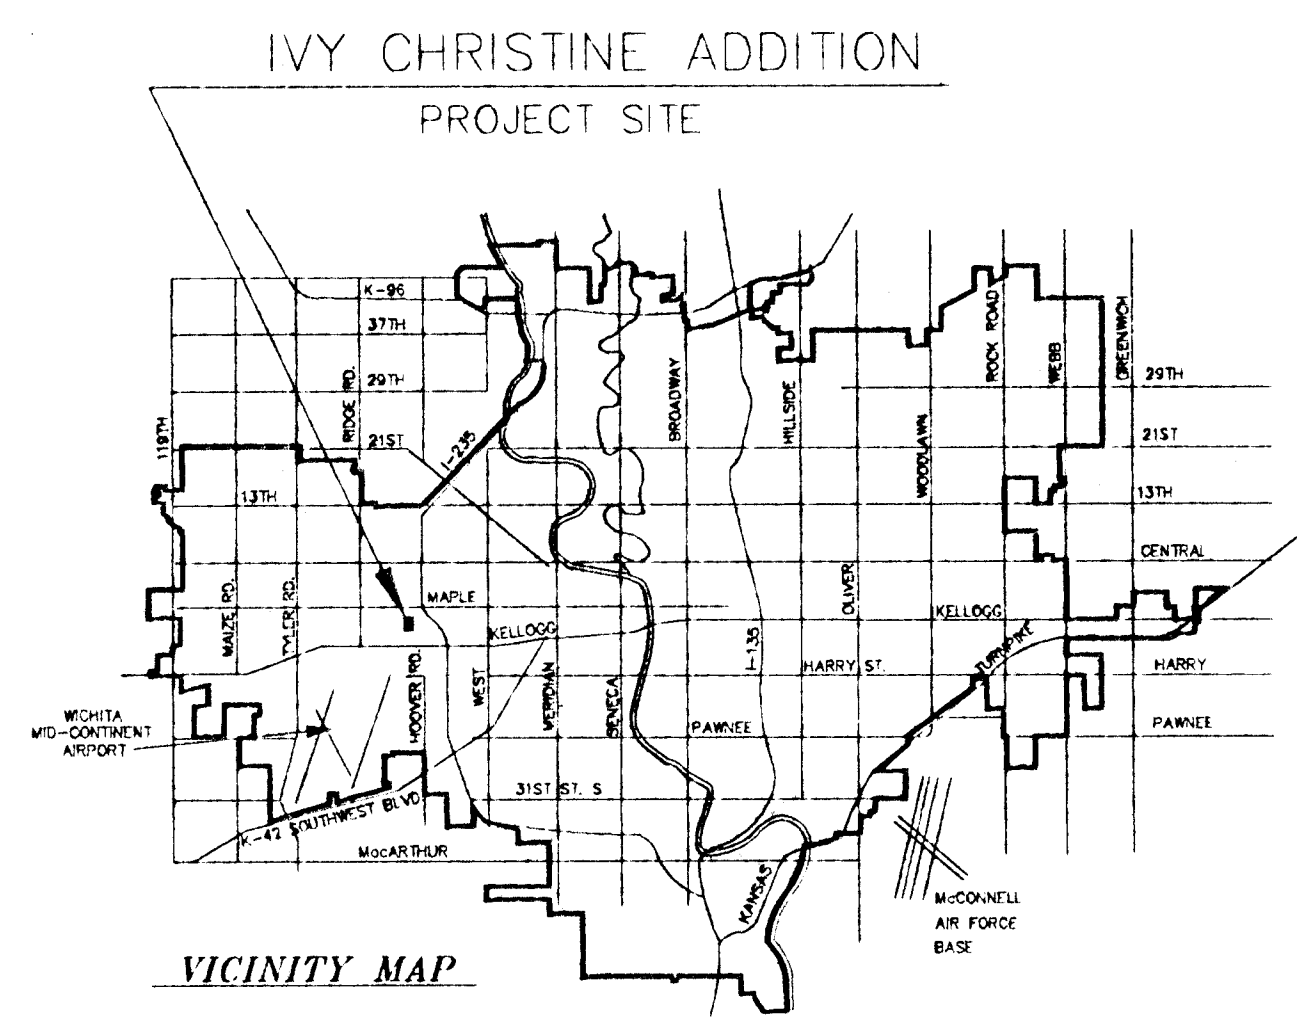 IVY CHRISTINE ADDITION
PROJECT SITE
K-96
37TH
29TH
RIDGE RD.
21ST
I-235
119TH
13TH
BROADWAY
HILLSIDE
WOODLAWN
ROCK ROAD
WEBB
GREENWICH
29TH
21ST
13TH
CENTRAL
MAIZE RD.
TYLER RD.
MAPLE
OLIVER
KELLOGG
KELLOGG
TURNPIKE
I-135
HARRY ST.
HARRY
HOOVER RD.
WEST
MERIDIAN
SENECA
PAWNEE
PAWNEE
WICHITA
MID-CONTINENT
AIRPORT
31ST ST. S
K-42 SOUTHWEST BLVD
McCARTHUR
KANSAS
McCONNELL
AIR FORCE
BASE
VICINITY MAP